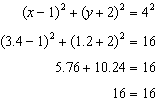 (x − 1)² + (y + 2)² = 4²
(3.4 − 1)² + (1.2 + 2)² = 16
5.76 + 10.24 = 16
16 = 16